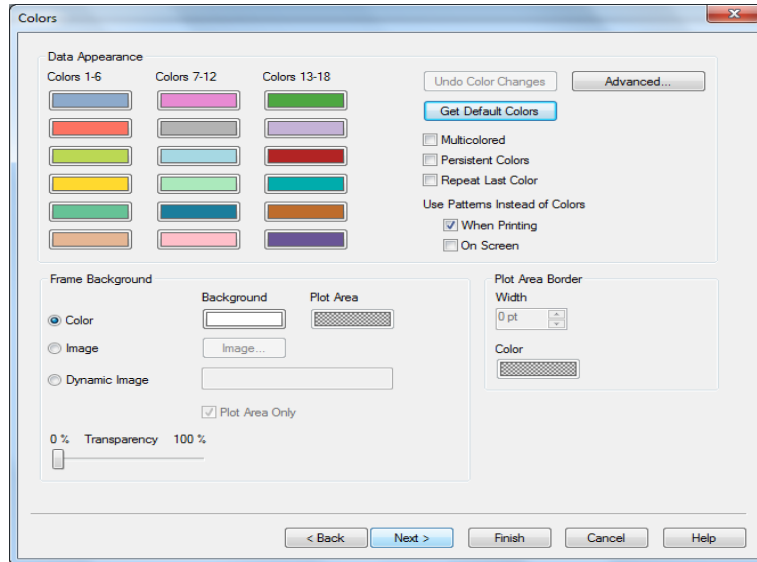 Colors
Data Appearance
Colors 1-6 Colors 7-12 Colors 13-18
Undo Color Changes Advanced...
Get Default Colors
Multicolored
Persistent Colors
Repeat Last Color
Use Patterns Instead of Colors
When Printing
On Screen
Frame Background
Background Plot Area
Color
Image Image...
Dynamic Image
Plot Area Only
0 % Transparency 100 %
Plot Area Border
Width
0 pt
Color
< Back Next > Finish Cancel Help